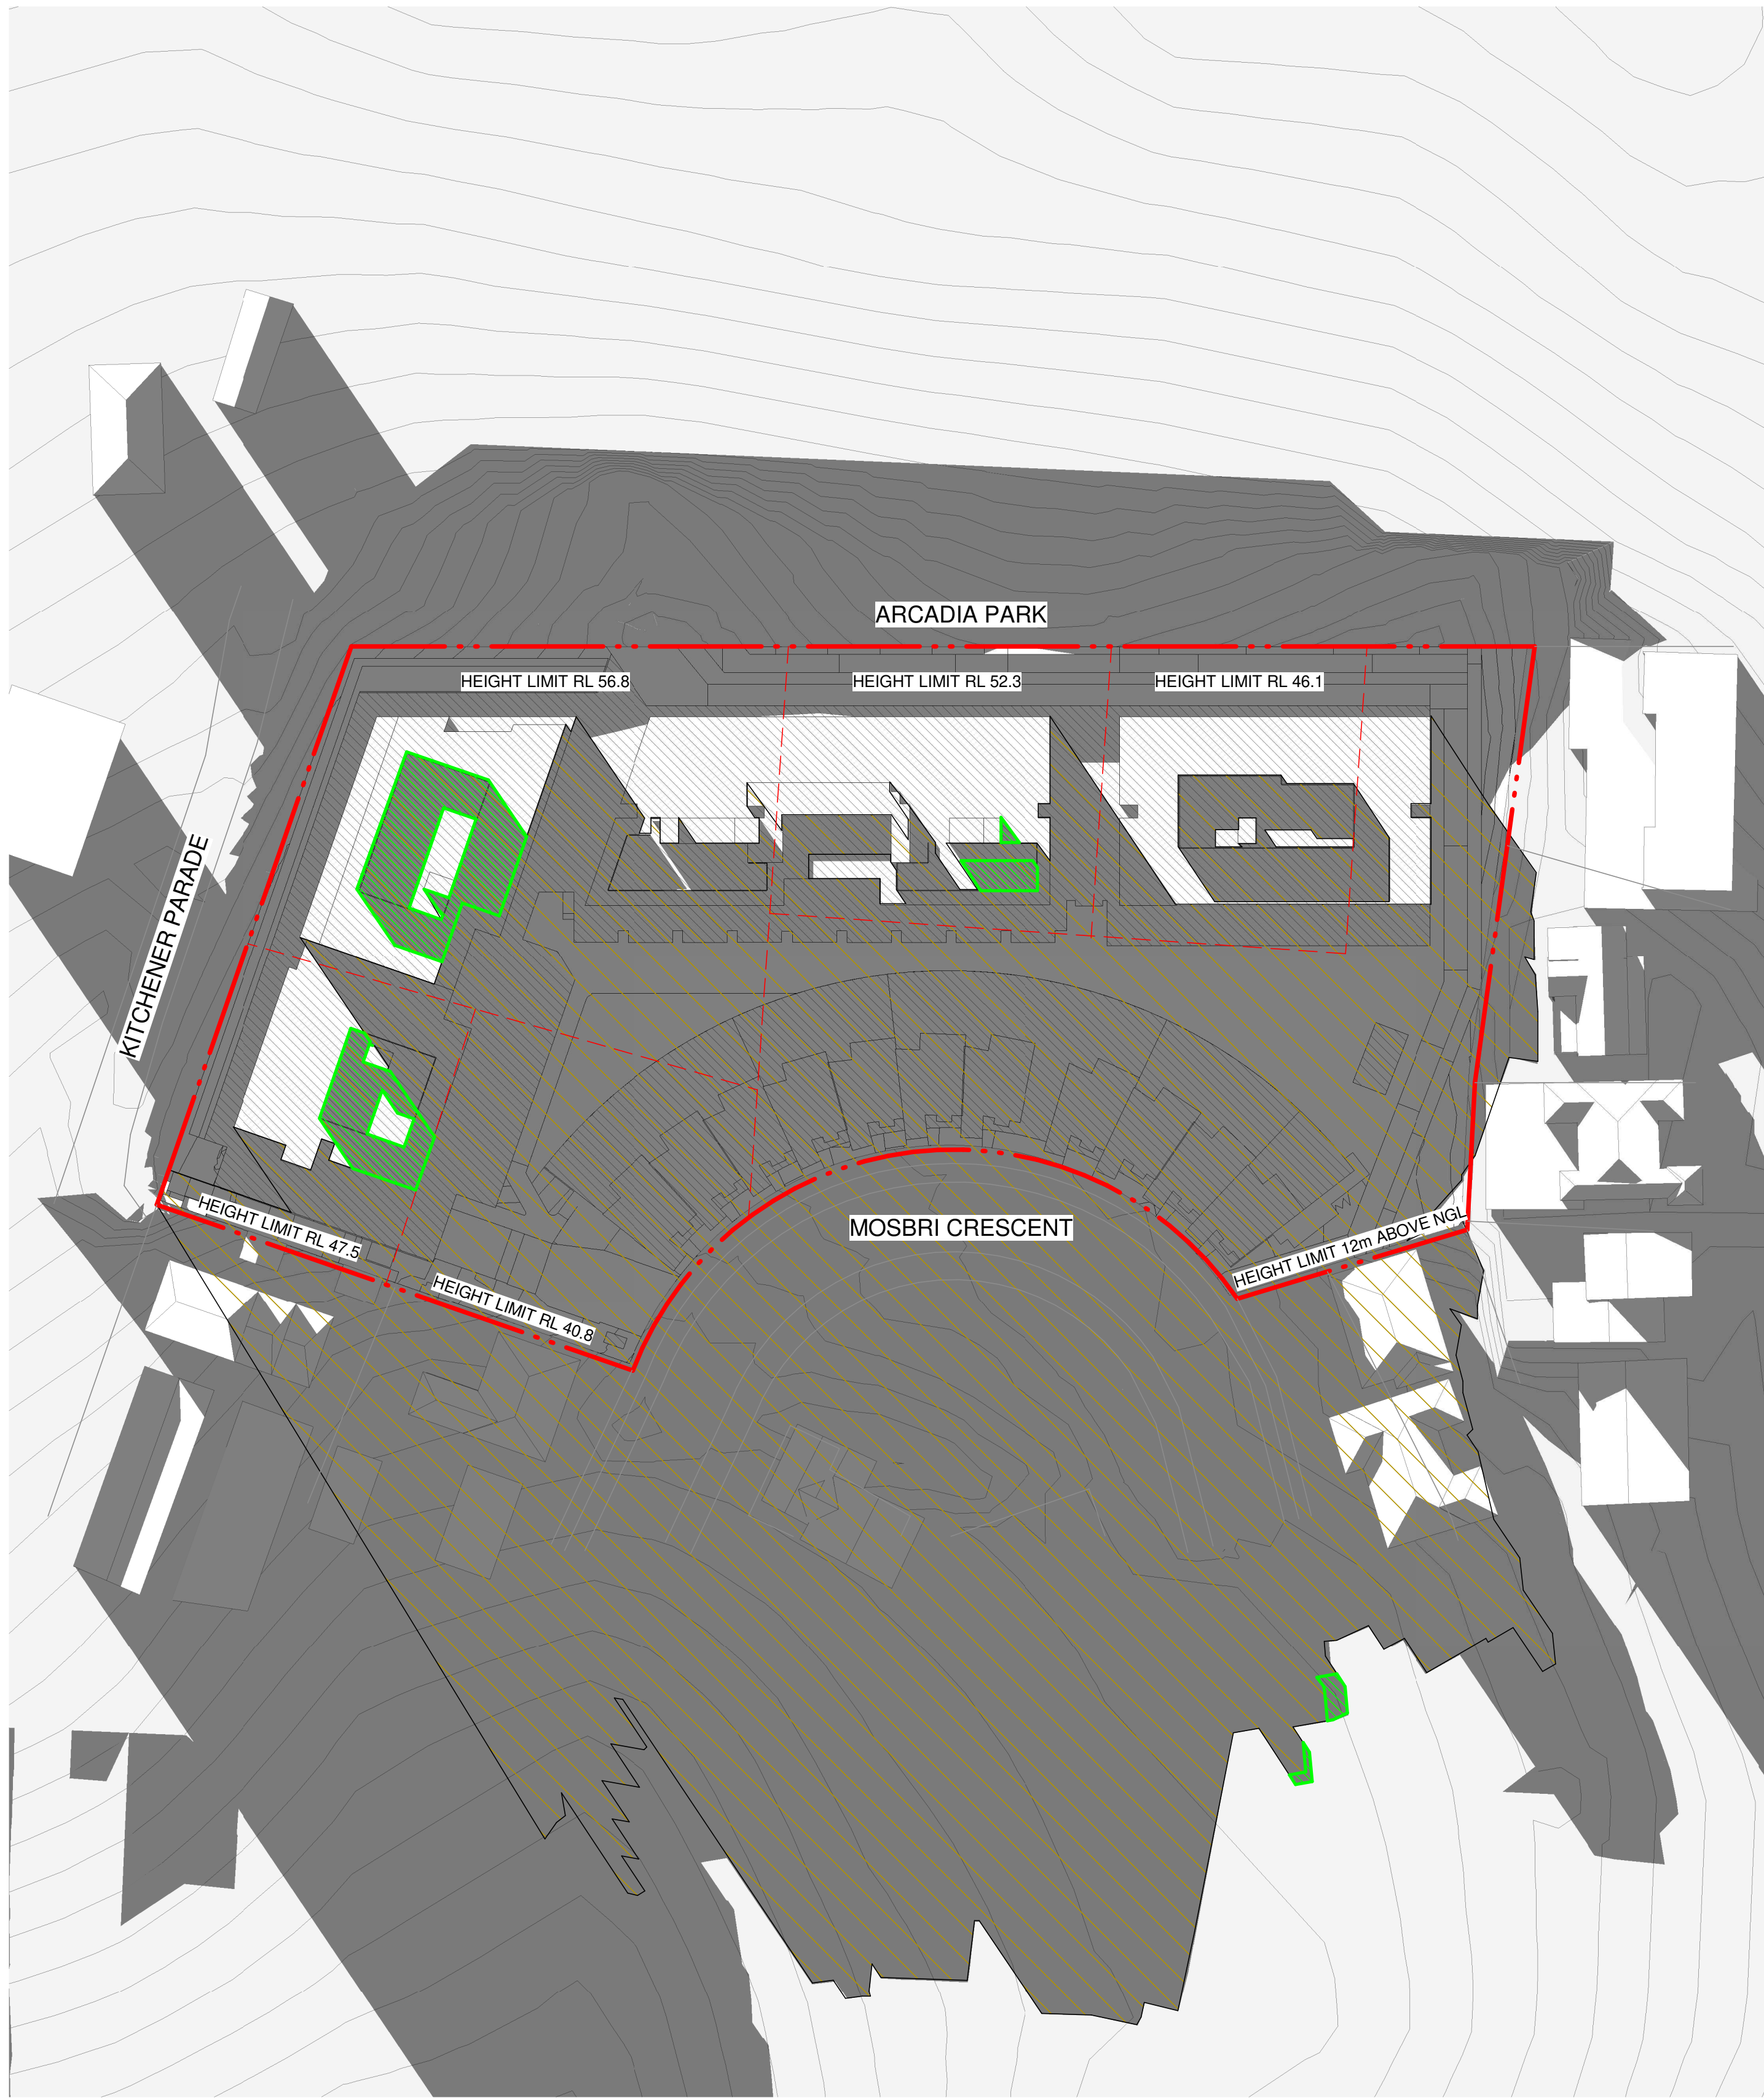 ARCADIA PARK
HEIGHT LIMIT RL 56.8
HEIGHT LIMIT RL 52.3
HEIGHT LIMIT RL 46.1
KITCHENER PARADE
HEIGHT LIMIT RL 47.5
MOSBRI CRESCENT
HEIGHT LIMIT 12m ABOVE NGL
HEIGHT LIMIT RL 40.8